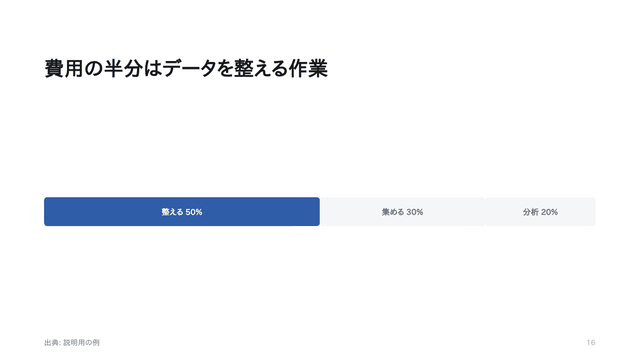 費用の半分はデータを整える作業
整える 50%
集める 30%
分析 20%
出典: 説明用の例
16